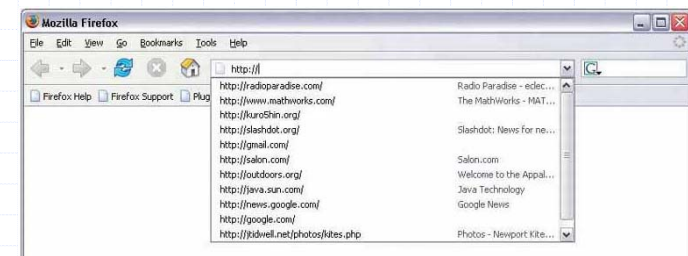 Mozilla Firefox
File Edit View Go Bookmarks Tools Help
http://
G
Firefox Help Firefox Support Plug
http://radioparadise.com/ Radio Paradise - eclec...
http://www.mathworks.com/ The MathWorks - MAT...
http://kuro5hin.org/
http://slashdot.org/ Slashdot: News for ne...
http://gmail.com/
http://salon.com/ Salon.com
http://outdoors.org/ Welcome to the Appal...
http://java.sun.com/ Java Technology
http://news.google.com/ Google News
http://google.com/
http://jtidwell.net/photos/kites.php Photos - Newport Kite...